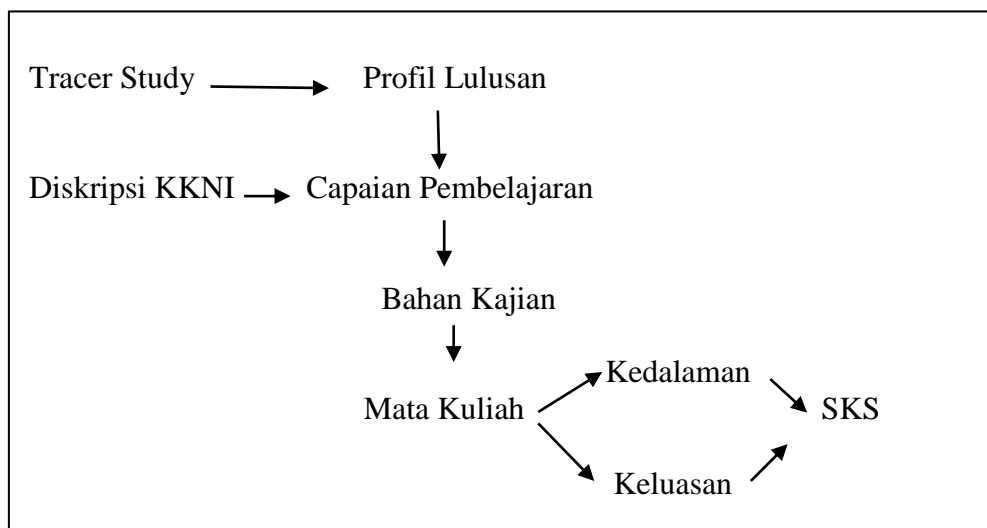 Tracer Study Profil Lulusan
Diskripsi KKNI Capaian Pembelajaran
Bahan Kajian
Kedalaman
Mata Kuliah SKS
Keluasan